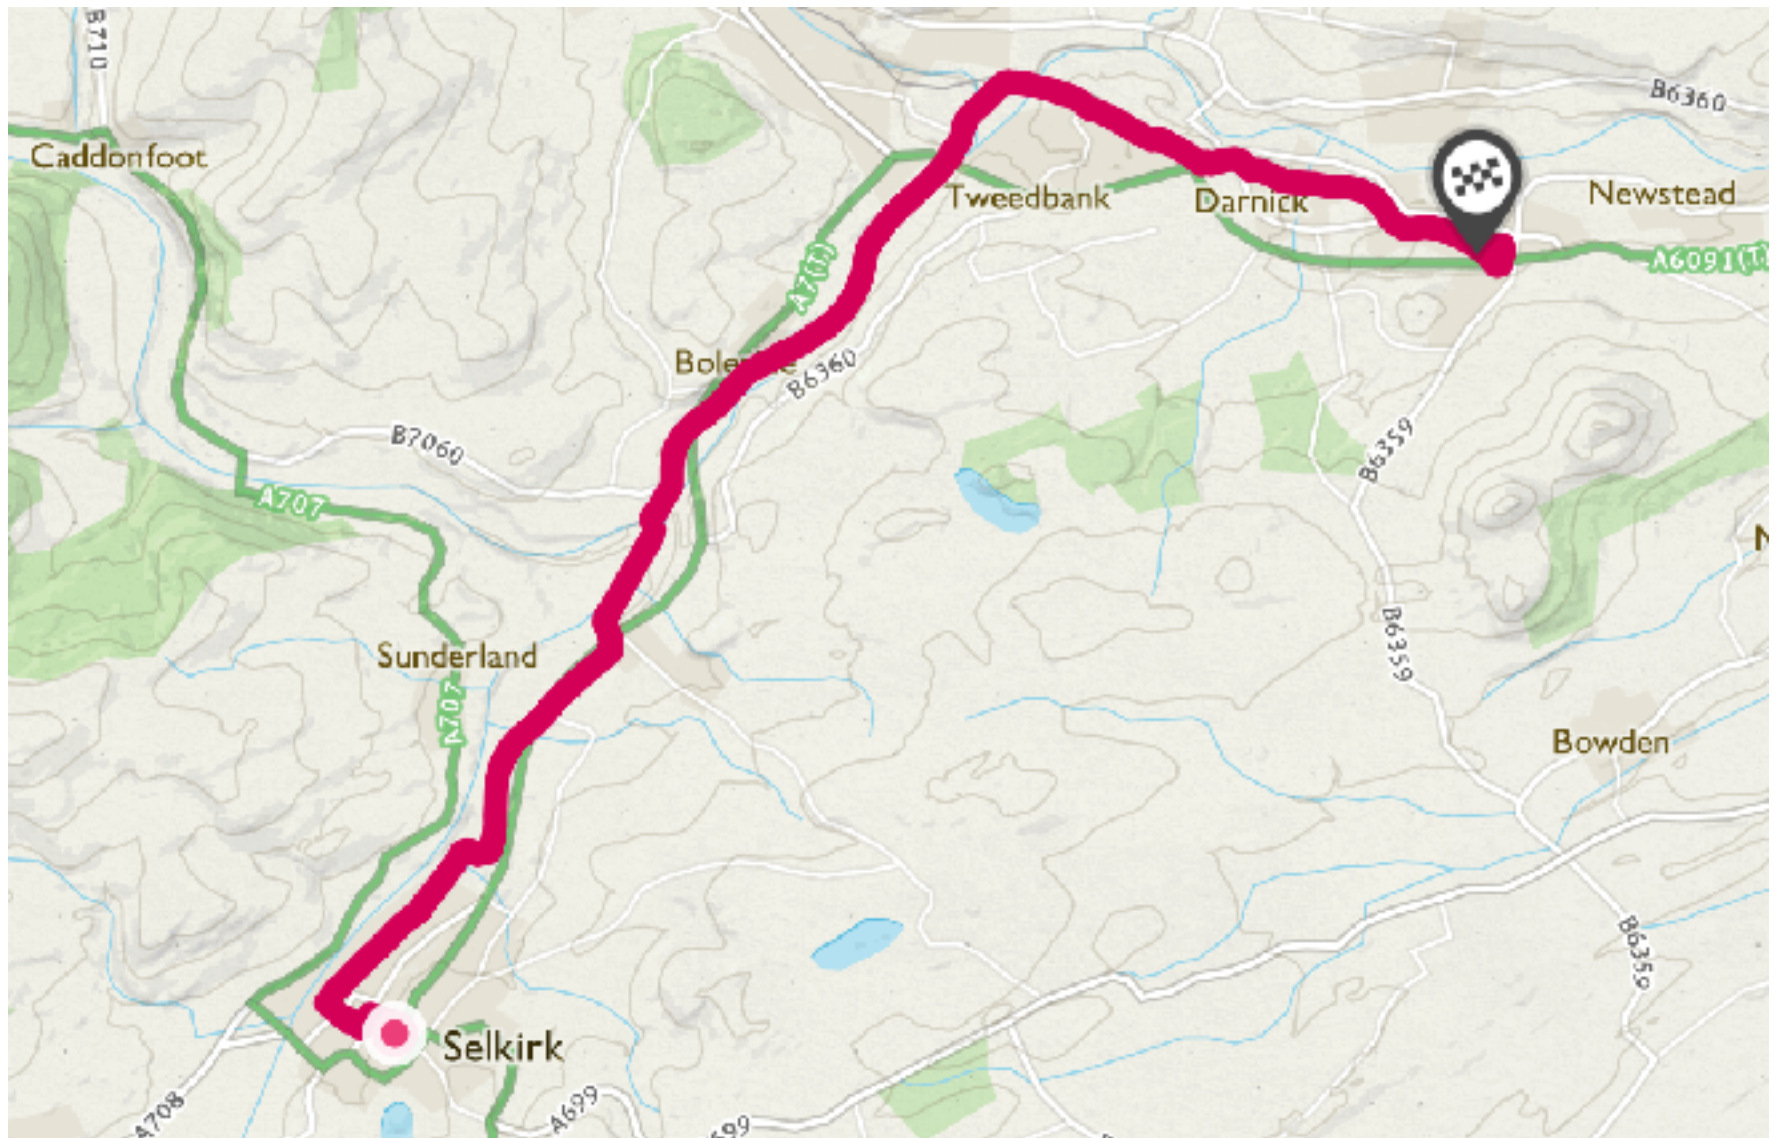 B710
B6360
Caddonfoot
Tweedbank
Darnick
Newstead
A7(T)
A6091(T)
B6360
B7060
B6359
A707
B6359
Sunderland
A707
Bowden
B6359
Selkirk
A708
A699